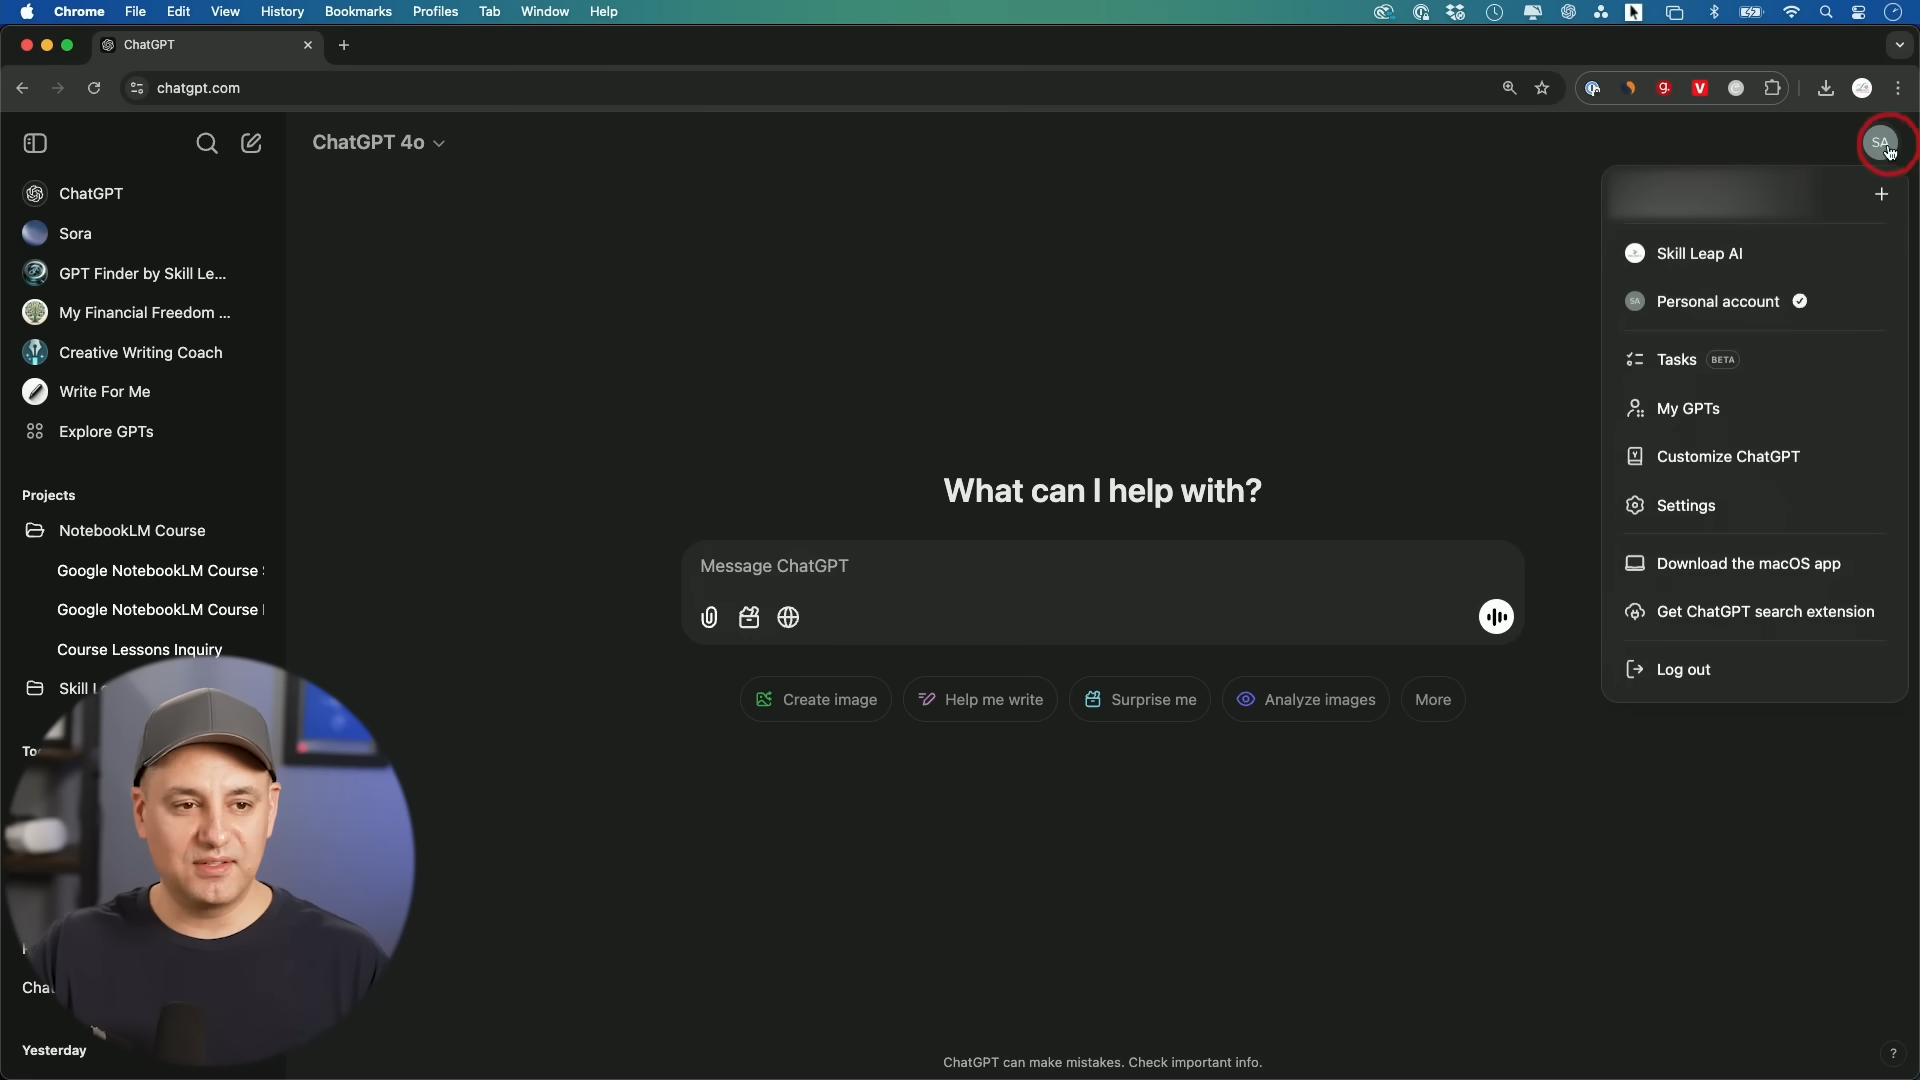 Chrome File Edit View History Bookmarks Profiles Tab Window Help
ChatGPT
chatgpt.com
ChatGPT 4o
SA
ChatGPT
Sora
GPT Finder by Skill Le...
My Financial Freedom ...
Creative Writing Coach
Write For Me
Explore GPTs
Projects
NotebookLM Course
Google NotebookLM Course
Google NotebookLM Course
Course Lessons Inquiry
Skill
Yesterday
What can I help with?
Message ChatGPT
Create image
Help me write
Surprise me
Analyze images
More
ChatGPT can make mistakes. Check important info.
?
Skill Leap AI
SA Personal account
Tasks BETA
My GPTs
Customize ChatGPT
Settings
Download the macOS app
Get ChatGPT search extension
Log out